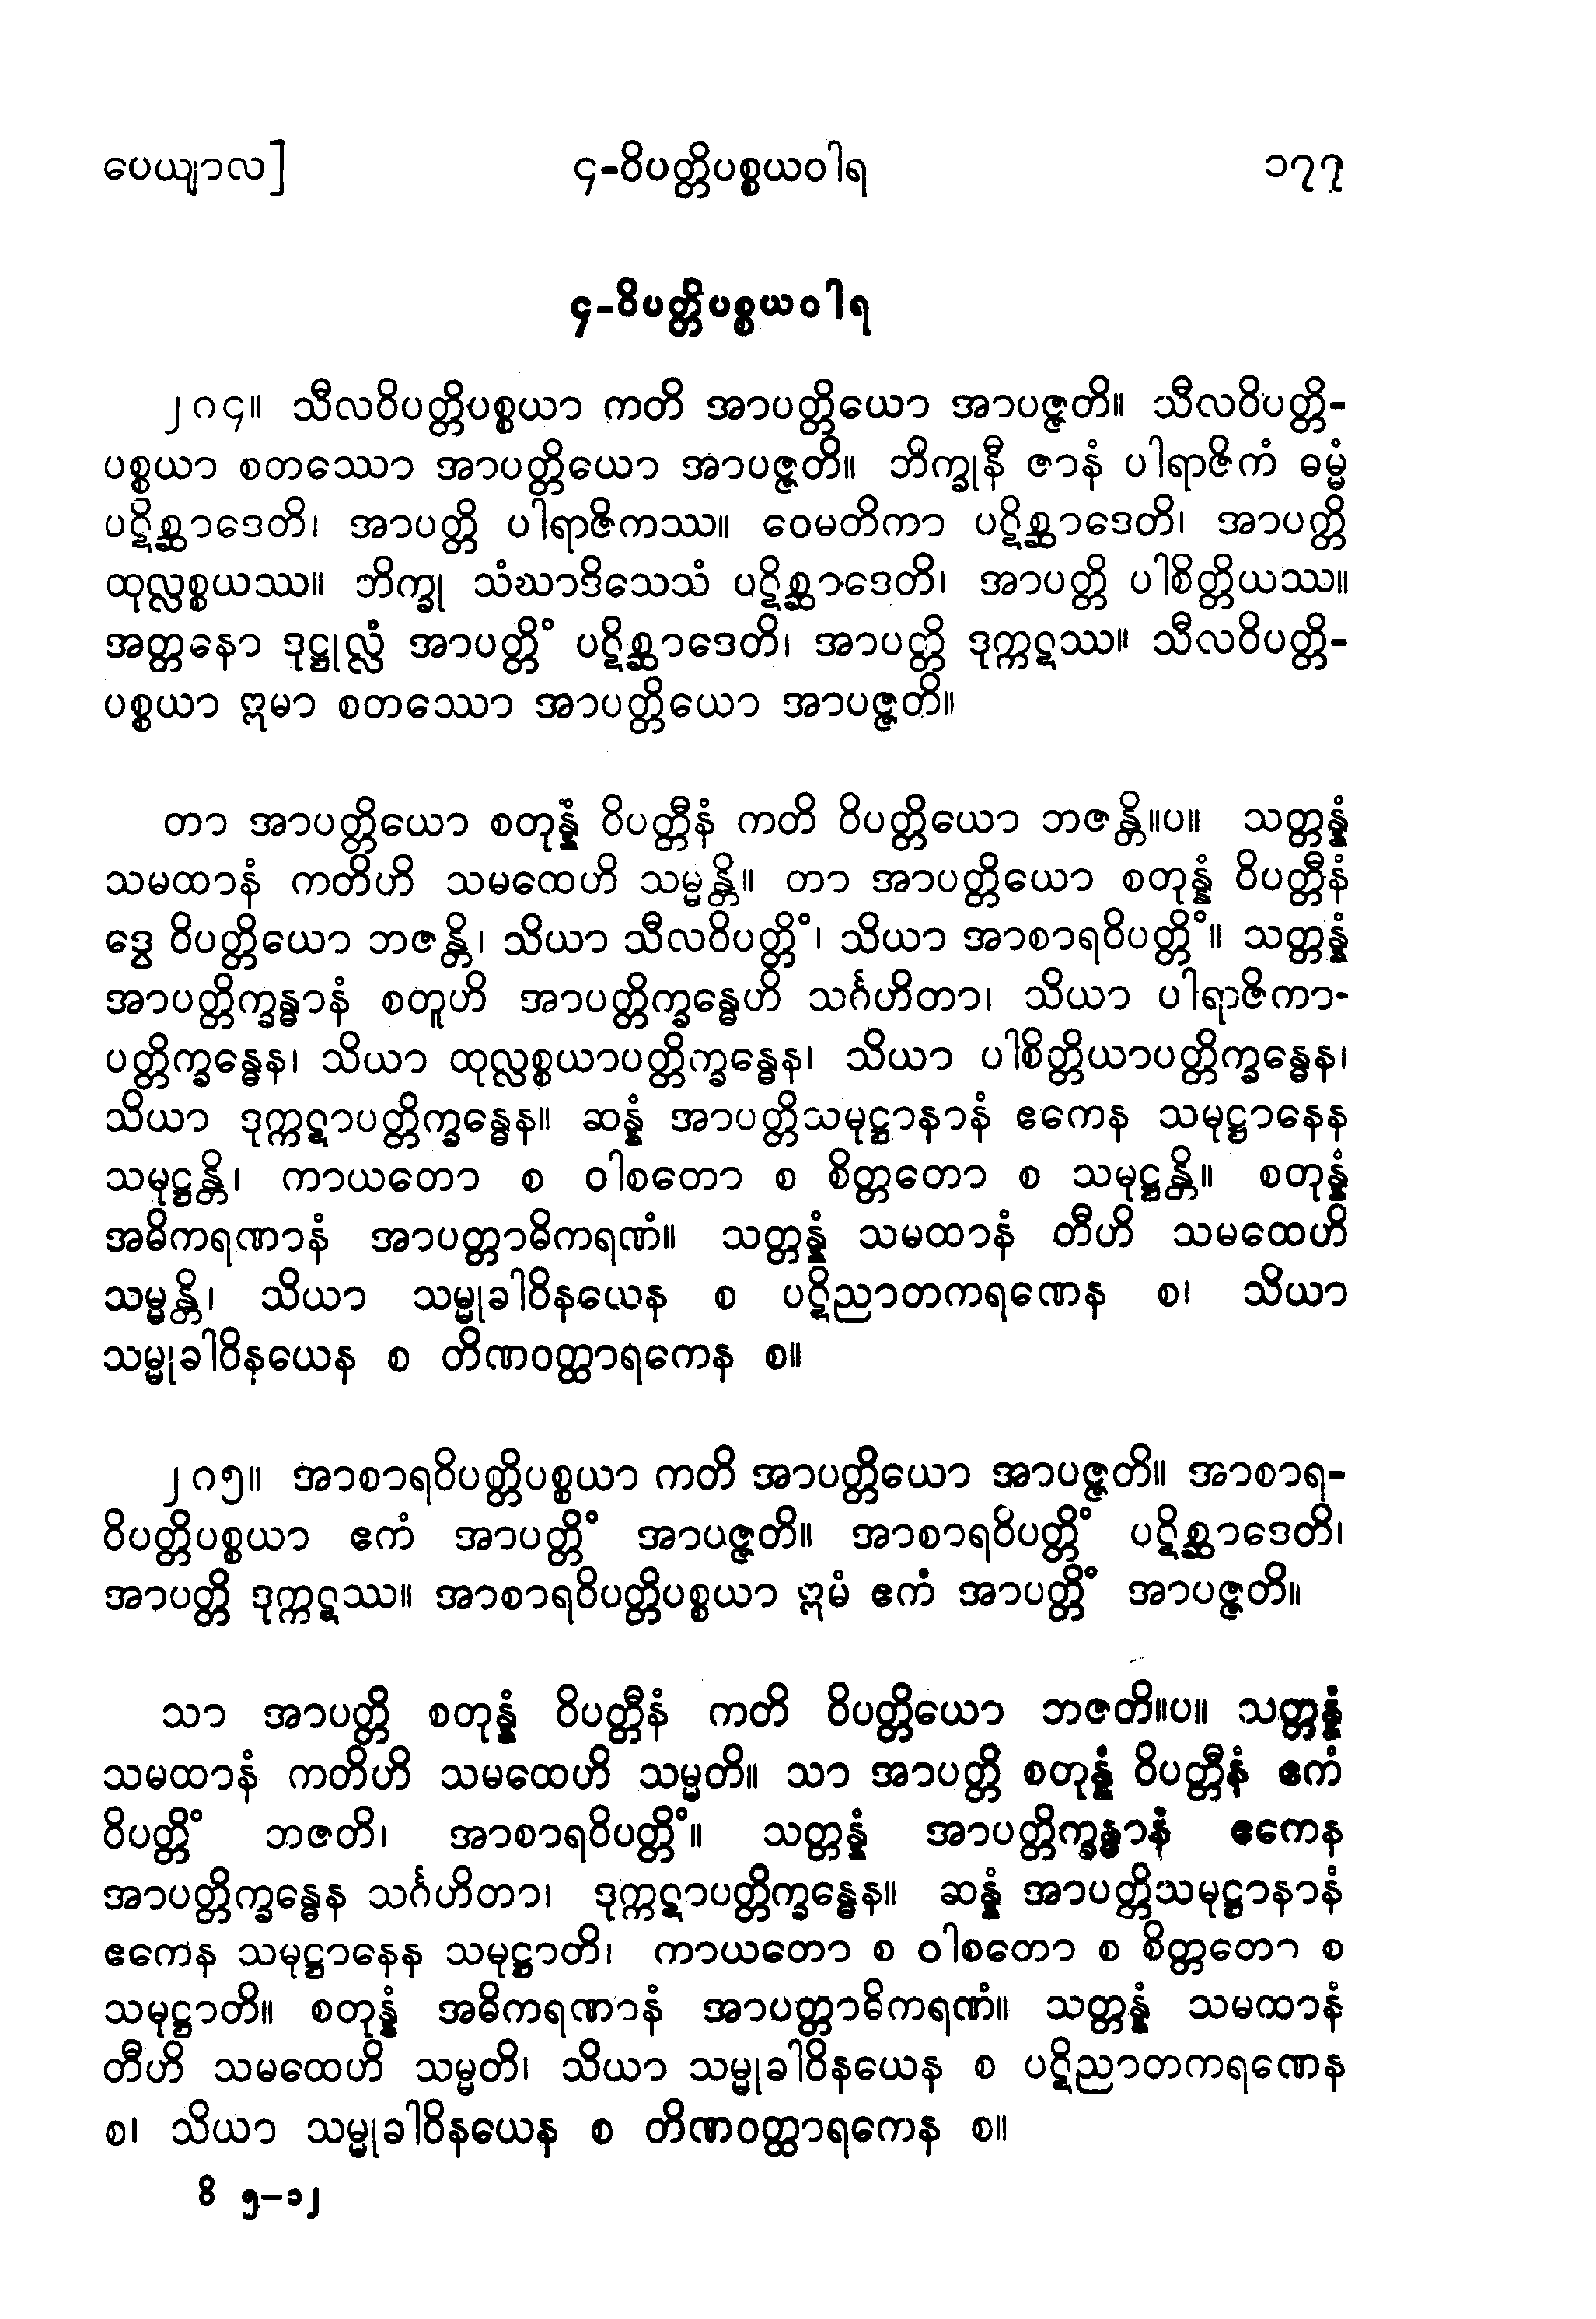 ပေယျာလ]
၄-ဝိပတ္တိပစ္စယဝါရ
၁၇၇
၄-ဝိပတ္တိပစ္စယဝါရ
၂၀၄။ သီလဝိပတ္တိပစ္စယာ ကတိ အာပတ္တိယော အာပဇ္ဇတိ။ သီလဝိပတ္တိ-
ပစ္စယာ စတဿော အာပတ္တိယော အာပဇ္ဇတိ။ ဘိက္ခုနီ ဇာနံ ပါရာဇိကံ ဓမ္မံ
ပဋိစ္ဆာဒေတိ၊ အာပတ္တိ ပါရာဇိကဿ။ ဝေမတိကာ ပဋိစ္ဆာဒေတိ၊ အာပတ္တိ
ထုလ္လစ္စယဿ။ ဘိက္ခု သံဃာဒိသေသံ ပဋိစ္ဆာဒေတိ၊ အာပတ္တိ ပါစိတ္တိယဿ။
အတ္တနော ဒုဋ္ဌုလ္လံ အာပတ္တိံ ပဋိစ္ဆာဒေတိ၊ အာပတ္တိ ဒုက္ကဋဿ။ သီလဝိပတ္တိ-
ပစ္စယာ ဣမာ စတဿော အာပတ္တိယော အာပဇ္ဇတိ။
တာ အာပတ္တိယော စတုန္နံ ဝိပတ္တီနံ ကတိ ဝိပတ္တိယော ဘဇန္တိ။ပ။ သတ္တန္နံ
သမထာနံ ကတိဟိ သမထေဟိ သမ္မန္တိ။ တာ အာပတ္တိယော စတုန္နံ ဝိပတ္တီနံ
ဒွေ ဝိပတ္တိယော ဘဇန္တိ၊ သိယာ သီလဝိပတ္တိံ၊ သိယာ အာစာရဝိပတ္တိံ။ သတ္တန္နံ
အာပတ္တိက္ခန္ဓာနံ စတူဟိ အာပတ္တိက္ခန္ဓေဟိ သင်္ဂဟိတာ၊ သိယာ ပါရာဇိကာ-
ပတ္တိက္ခန္ဓေန၊ သိယာ ထုလ္လစ္စယာပတ္တိက္ခန္ဓေန၊ သိယာ ပါစိတ္တိယာပတ္တိက္ခန္ဓေန၊
သိယာ ဒုက္ကဋာပတ္တိက္ခန္ဓေန။ ဆန္နံ အာပတ္တိသမုဋ္ဌာနာနံ ဧကေန သမုဋ္ဌာနေန
သမုဋ္ဌန္တိ၊ ကာယတော စ ဝါစတော စ စိတ္တတော စ သမုဋ္ဌန္တိ။ စတုန္နံ
အဓိကရဏာနံ အာပတ္တာဓိကရဏံ။ သတ္တန္နံ သမထာနံ တီဟိ သမထေဟိ
သမ္မန္တိ၊ သိယာ သမ္မုခါဝိနယေန စ ပဋိညာတကရဏေန စ၊ သိယာ
သမ္မုခါဝိနယေန စ တိဏဝတ္ထာရကေန စ။
၂၀၅။ အာစာရဝိပတ္တိပစ္စယာ ကတိ အာပတ္တိယော အာပဇ္ဇတိ။ အာစာရ-
ဝိပတ္တိပစ္စယာ ဧကံ အာပတ္တိံ အာပဇ္ဇတိ။ အာစာရဝိပတ္တိံ ပဋိစ္ဆာဒေတိ၊
အာပတ္တိ ဒုက္ကဋဿ။ အာစာရဝိပတ္တိပစ္စယာ ဣမံ ဧကံ အာပတ္တိံ အာပဇ္ဇတိ။
သာ အာပတ္တိ စတုန္နံ ဝိပတ္တီနံ ကတိ ဝိပတ္တိယော ဘဇတိ။ပ။ သတ္တန္နံ
သမထာနံ ကတိဟိ သမထေဟိ သမ္မတိ။ သာ အာပတ္တိ စတုန္နံ ဝိပတ္တီနံ ဧကံ
ဝိပတ္တိံ ဘဇတိ၊ အာစာရဝိပတ္တိံ။ သတ္တန္နံ အာပတ္တိက္ခန္ဓာနံ ဧကေန
အာပတ္တိက္ခန္ဓေန သင်္ဂဟိတာ၊ ဒုက္ကဋာပတ္တိက္ခန္ဓေန။ ဆန္နံ အာပတ္တိသမုဋ္ဌာနာနံ
ဧကေန သမုဋ္ဌာနေန သမုဋ္ဌာတိ၊ ကာယတော စ ဝါစတော စ စိတ္တတော စ
သမုဋ္ဌာတိ။ စတုန္နံ အဓိကရဏာနံ အာပတ္တာဓိကရဏံ။ သတ္တန္နံ သမထာနံ
တီဟိ သမထေဟိ သမ္မတိ၊ သိယာ သမ္မုခါဝိနယေန စ ပဋိညာတကရဏေန
စ၊ သိယာ သမ္မုခါဝိနယေန စ တိဏဝတ္ထာရကေန စ။
ဝိ ၅-၁၂